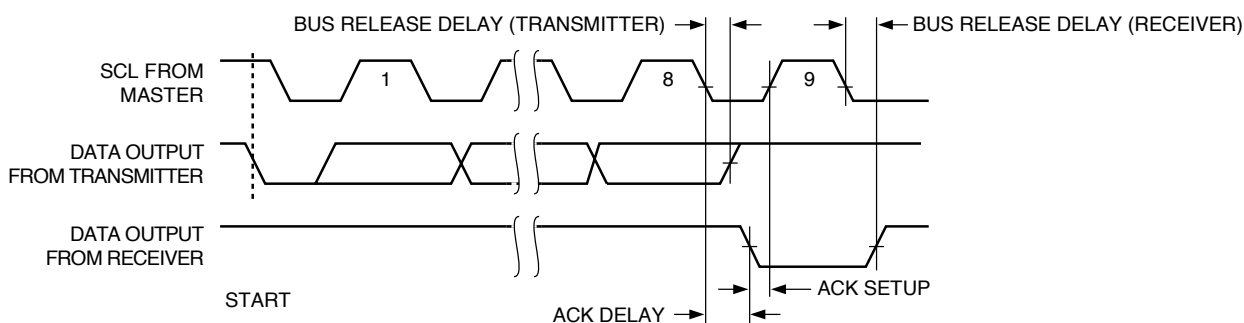 BUS RELEASE DELAY (TRANSMITTER)
BUS RELEASE DELAY (RECEIVER)
SCL FROM
MASTER
1
8
9
DATA OUTPUT
FROM TRANSMITTER
DATA OUTPUT
FROM RECEIVER
START
ACK SETUP
ACK DELAY